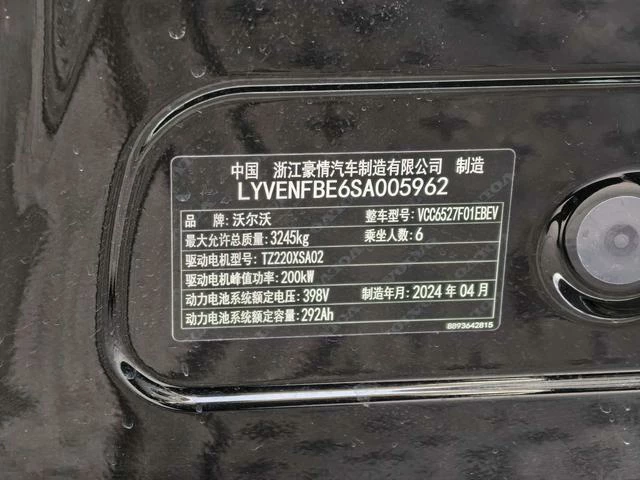 中国 浙江豪情汽车制造有限公司 制造
LYVENFBE6SA005962
品 牌:沃尔沃 整车型号:VCC6527F01EBEV
最大允许总质量:3245kg 乘坐人数:6
驱动电机型号:TZ220XSA02
驱动电机峰值功率:200kW
动力电池系统额定电压:398V 制造年月:2024 年 04 月
动力电池系统额定容量:292Ah
8893642815